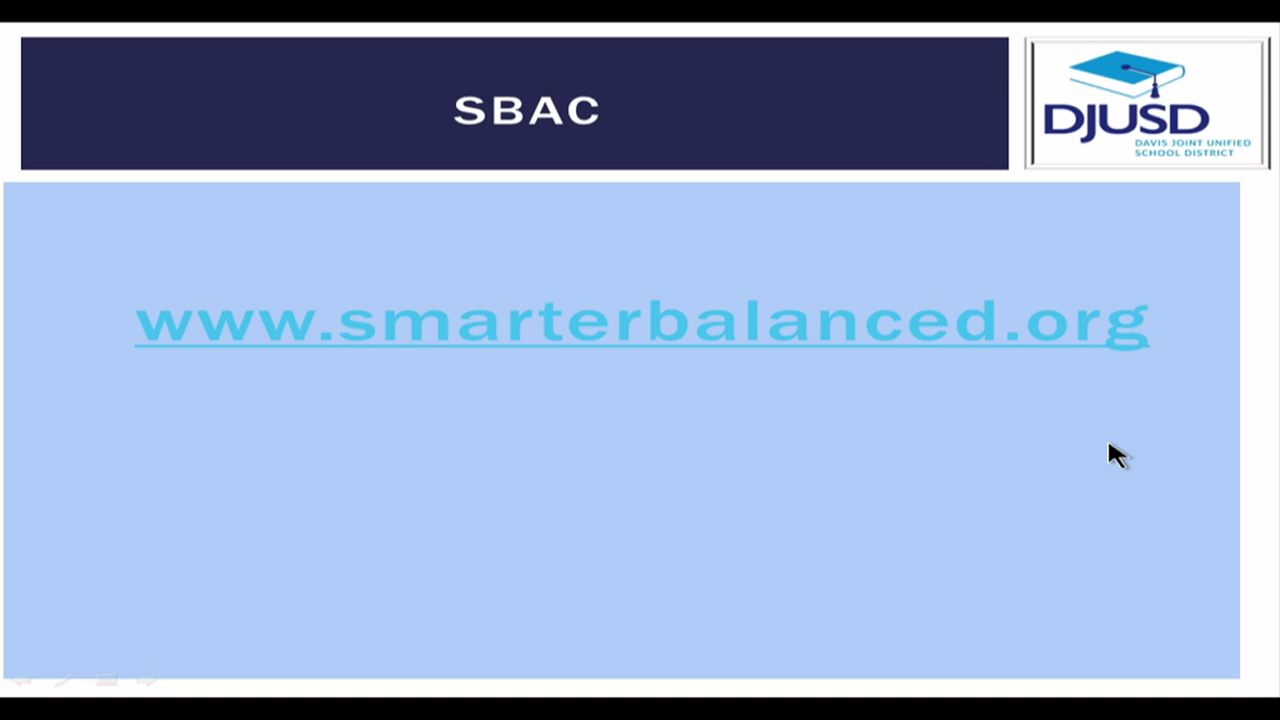 SBAC
DJUSD
DAVIS JOINT UNIFIED
SCHOOL DISTRICT
www.smarterbalanced.org